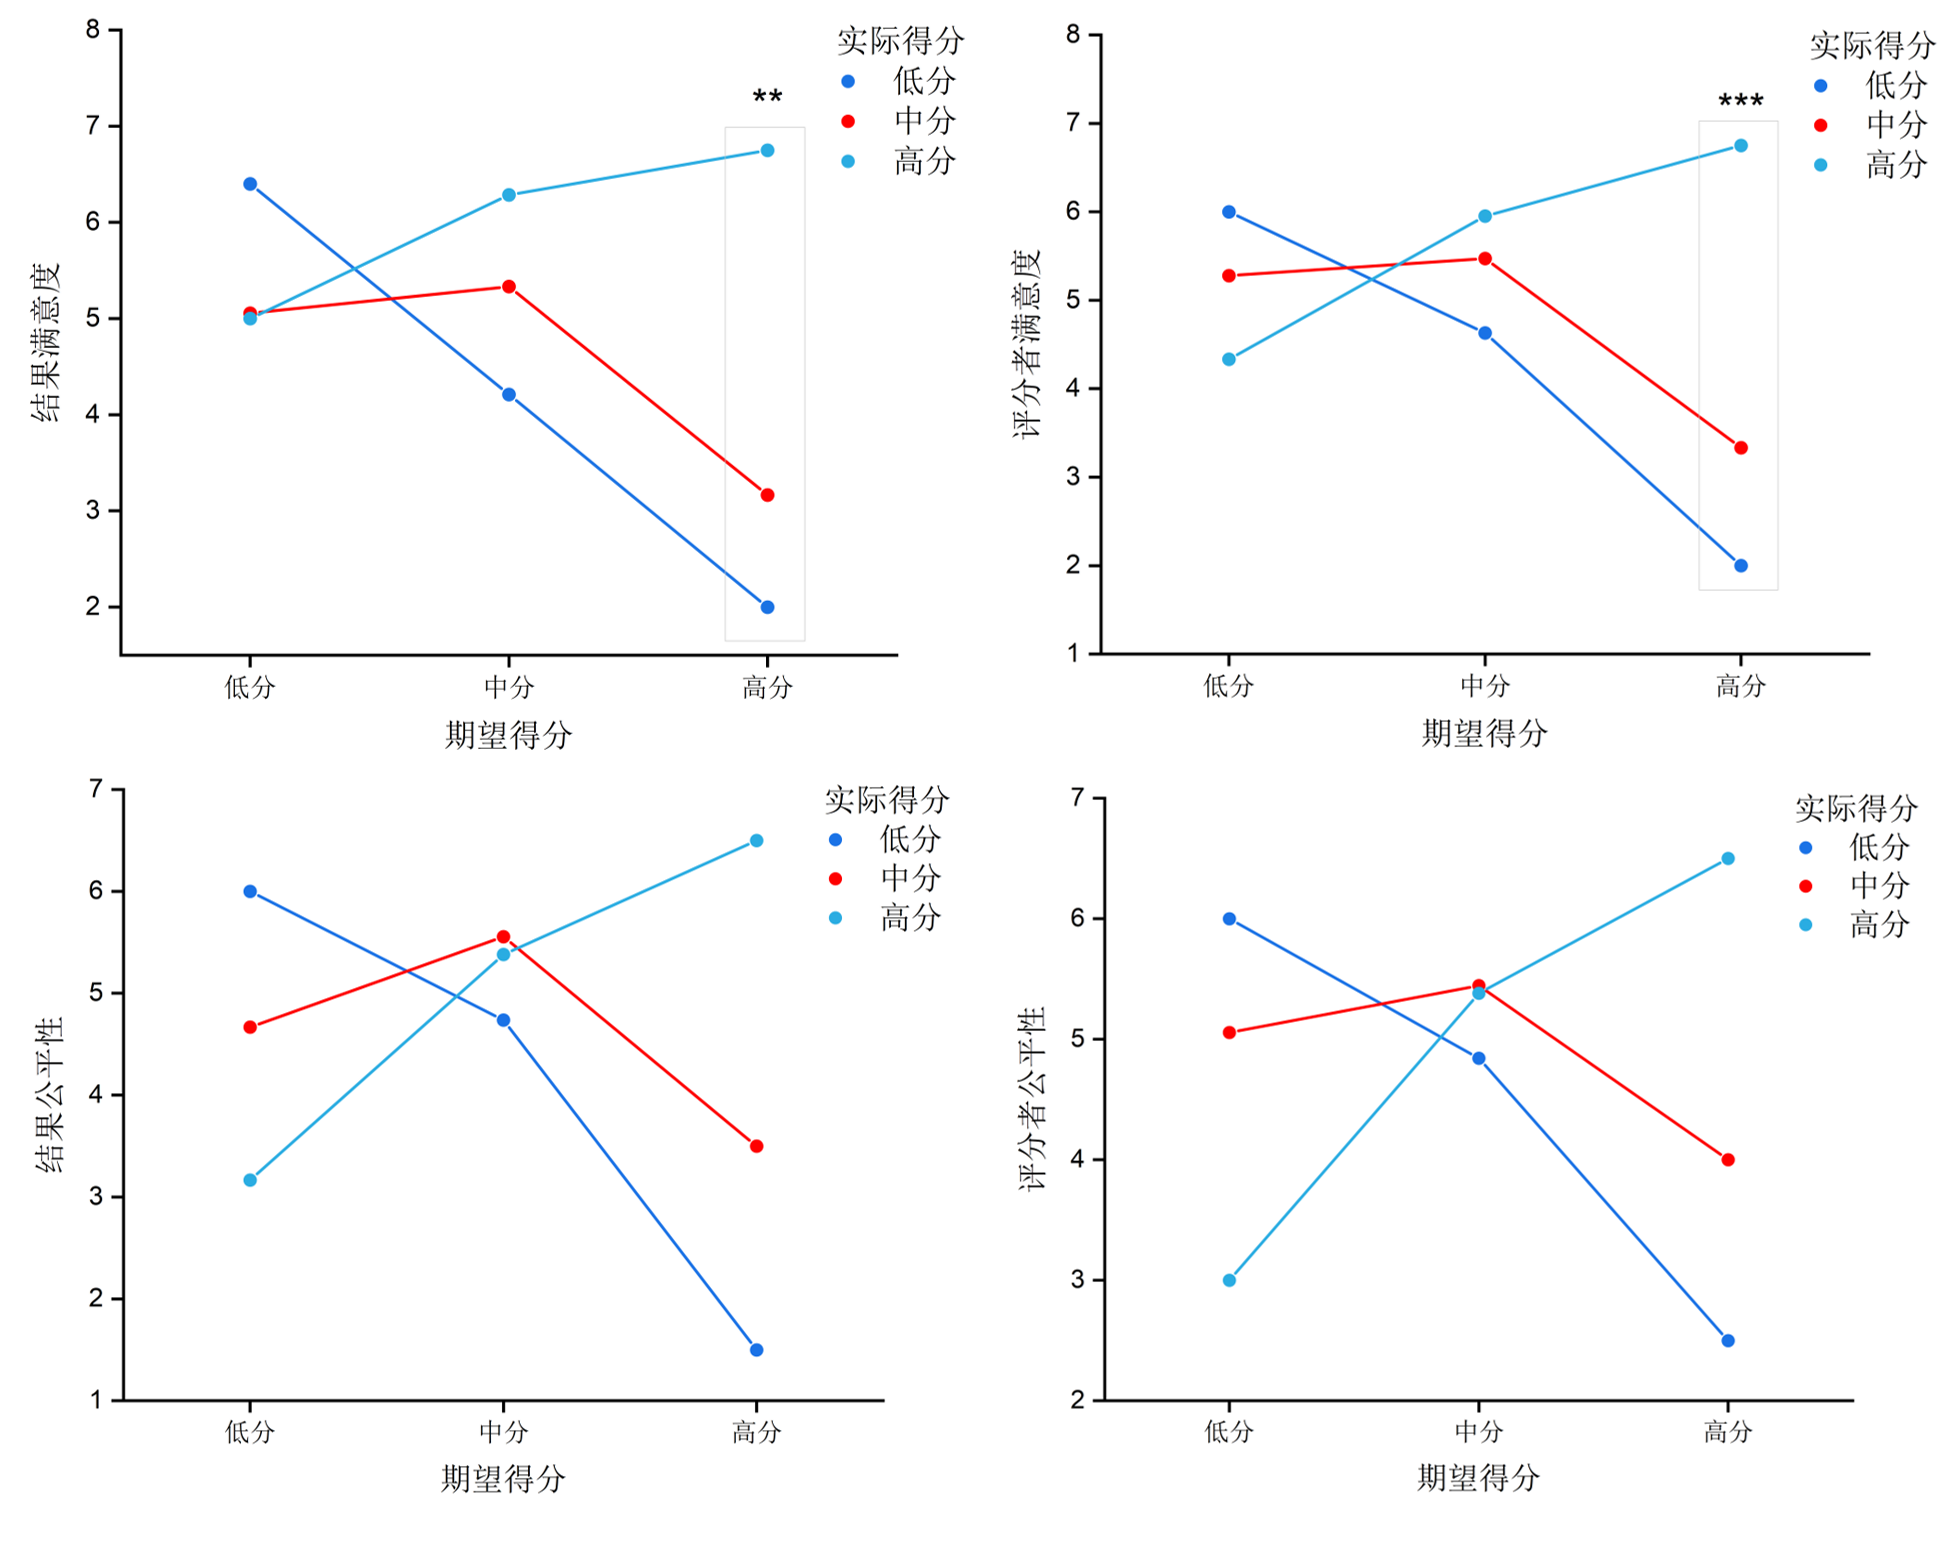 8
7
6
5
4
3
2
结果满意度
**
实际得分
低分
中分
高分
低分 中分 高分
期望得分
8
7
6
5
4
3
2
1
评分者满意度
***
实际得分
低分
中分
高分
低分 中分 高分
期望得分
7
6
5
4
3
2
1
结果公平性
实际得分
低分
中分
高分
低分 中分 高分
期望得分
7
6
5
4
3
2
评分者公平性
实际得分
低分
中分
高分
低分 中分 高分
期望得分